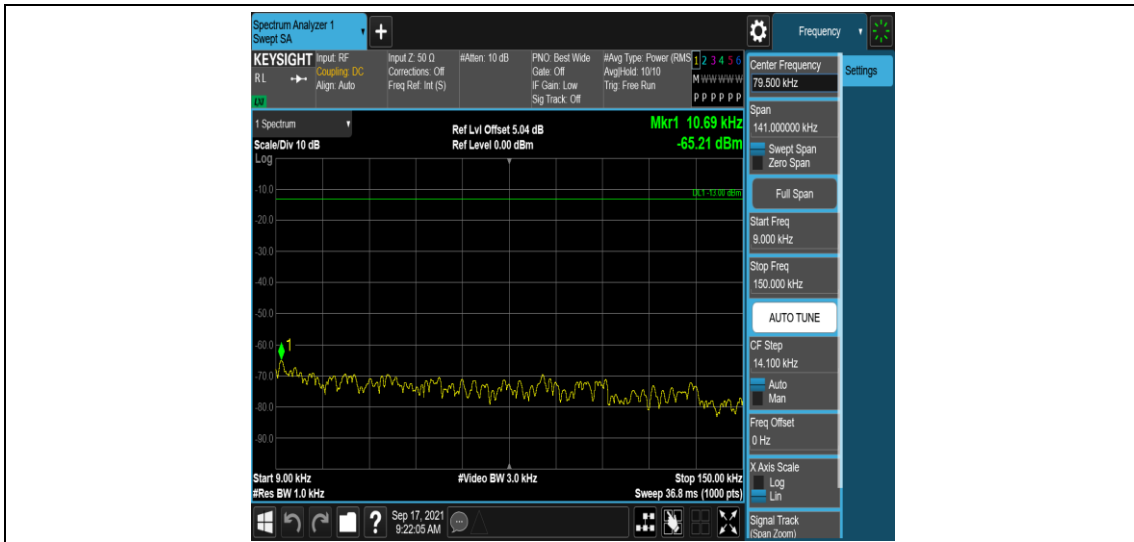 Spectrum Analyzer 1
Swept SA
Frequency
KEYSIGHT
RL
LXI
Input: RF
Coupling: DC
Align: Auto
Input Z: 50 Ω
Corrections: Off
Freq Ref: Int (S)
#Atten: 10 dB
PNO: Best Wide
Gate: Off
IF Gain: Low
Sig Track: Off
#Avg Type: Power (RMS
Avg|Hold: 10/10
Trig: Free Run
1 2 3 4 5 6
M W W W W W
P P P P P P
1 Spectrum
Scale/Div 10 dB
Log
Ref Lvl Offset 5.04 dB
Ref Level 0.00 dBm
Mkr1 10.69 kHz
-65.21 dBm
DL1 -13.00 dBm
-10.0
-20.0
-30.0
-40.0
-50.0
-60.0
-70.0
-80.0
-90.0
1
Start 9.00 kHz
#Res BW 1.0 kHz
#Video BW 3.0 kHz
Stop 150.00 kHz
Sweep 36.8 ms (1000 pts)
Center Frequency
79.500 kHz
Span
141.000000 kHz
Swept Span
Zero Span
Full Span
Start Freq
9.000 kHz
Stop Freq
150.000 kHz
AUTO TUNE
CF Step
14.100 kHz
Auto
Man
Freq Offset
0 Hz
X Axis Scale
Log
Lin
Signal Track
(Span Zoom)
Settings
?
Sep 17, 2021
9:22:05 AM